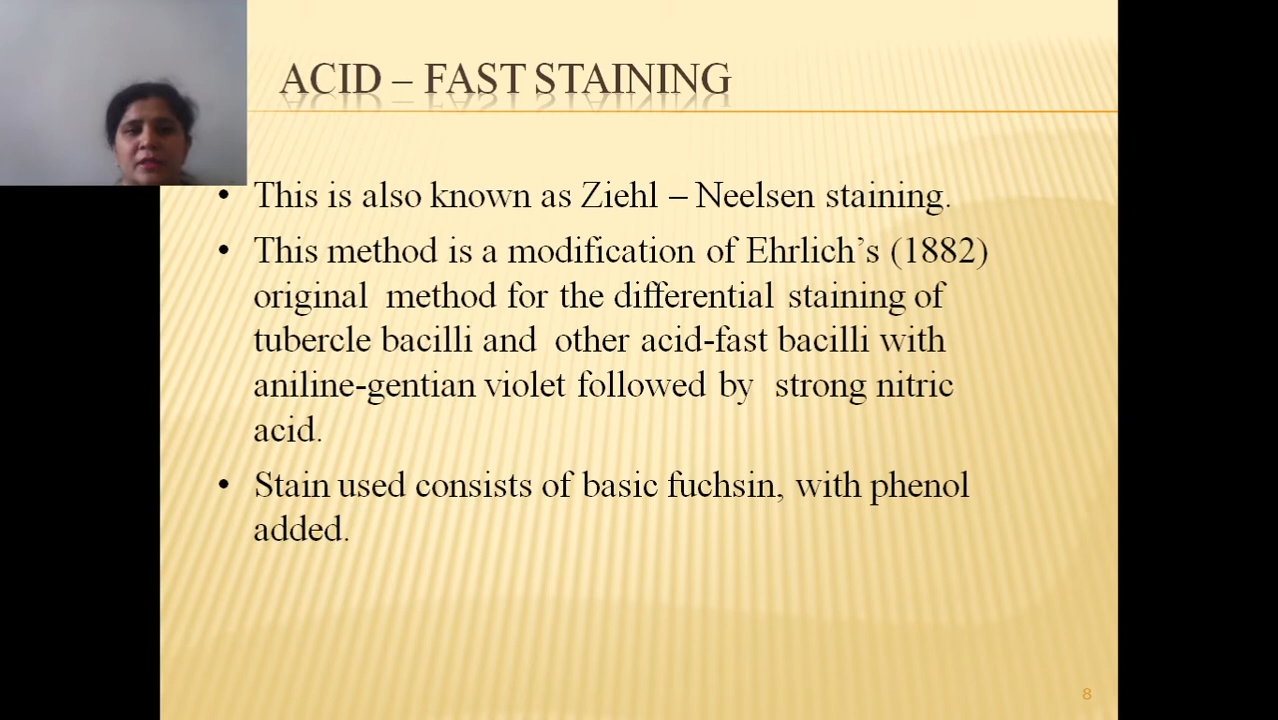 ACID – FAST STAINING
• This is also known as Ziehl – Neelsen staining.
• This method is a modification of Ehrlich’s (1882)
original method for the differential staining of
tubercle bacilli and other acid-fast bacilli with
aniline-gentian violet followed by strong nitric
acid.
• Stain used consists of basic fuchsin, with phenol
added.
8